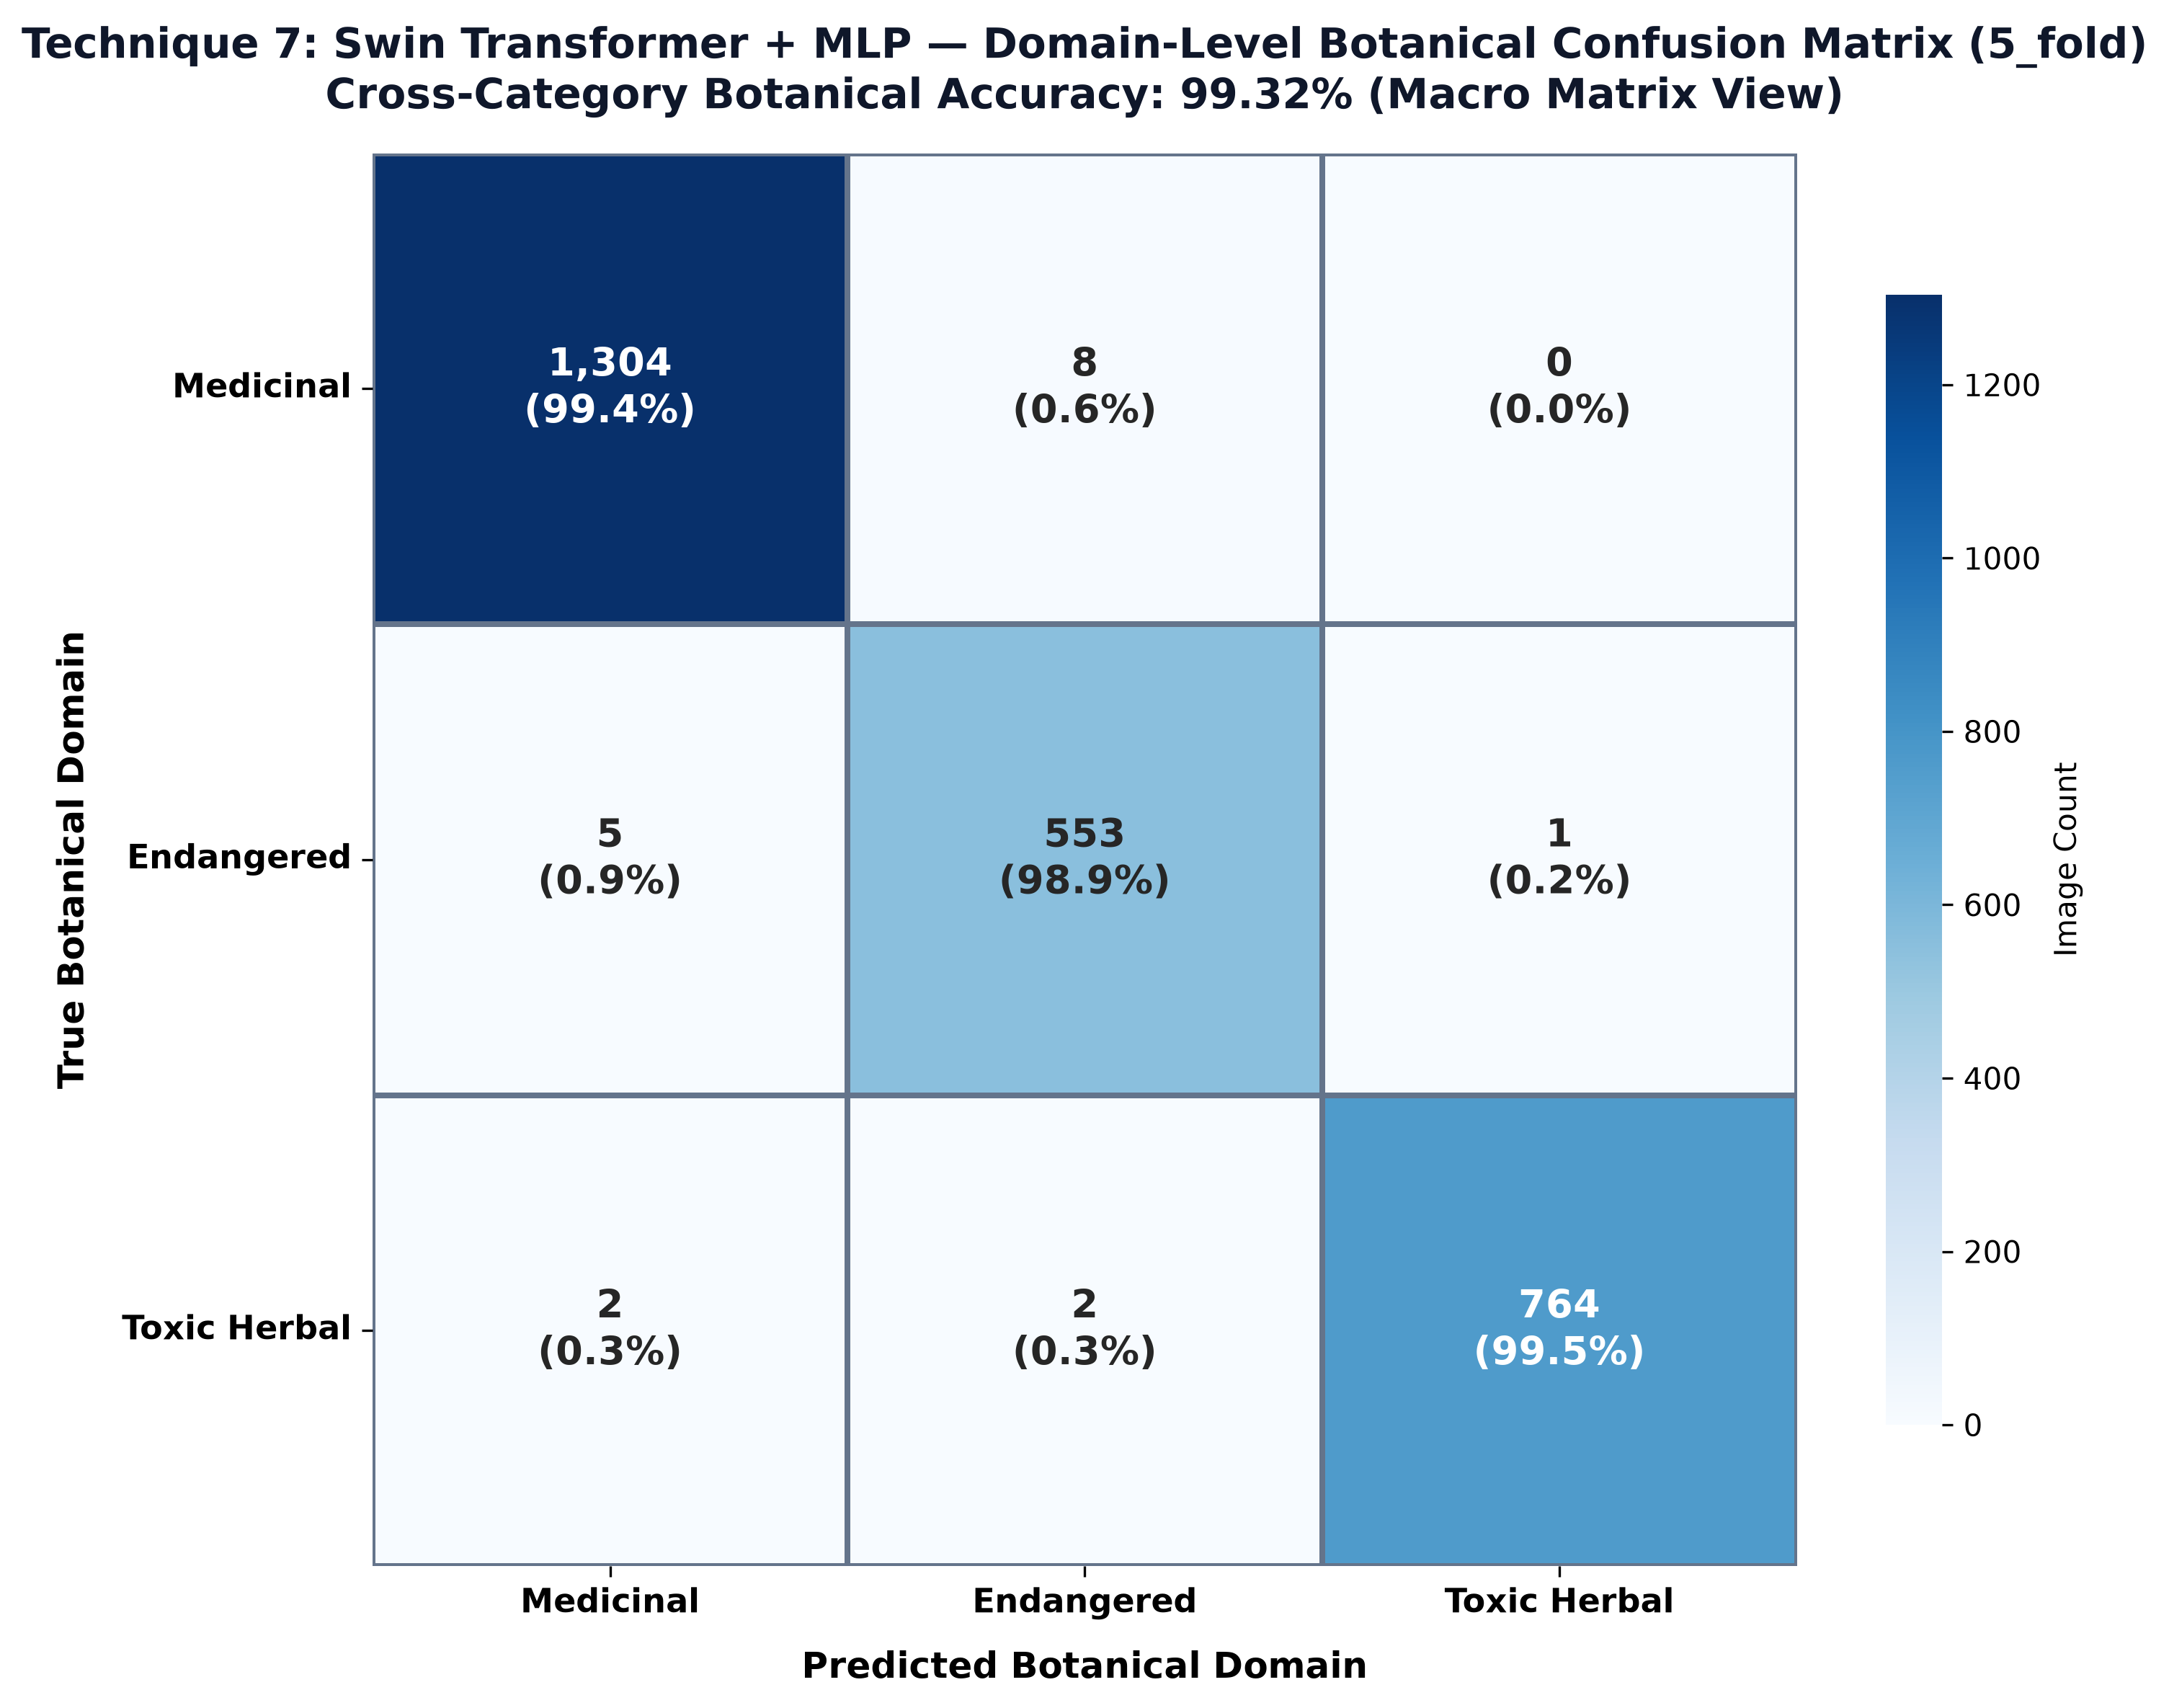 Technique 7: Swin Transformer + MLP — Domain-Level Botanical Confusion Matrix (5_fold)
Cross-Category Botanical Accuracy: 99.32% (Macro Matrix View)
True Botanical Domain
Medicinal
1,304
(99.4%)
8
(0.6%)
0
(0.0%)
Endangered
5
(0.9%)
553
(98.9%)
1
(0.2%)
Toxic Herbal
2
(0.3%)
2
(0.3%)
764
(99.5%)
Medicinal
Endangered
Toxic Herbal
Predicted Botanical Domain
1200
1000
800
600
400
200
0
Image Count